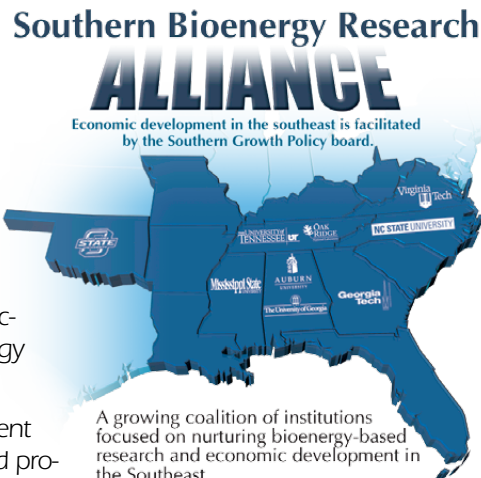 Southern Bioenergy Research
ALLIANCE
Economic development in the southeast is facilitated
by the Southern Growth Policy board.
Virginia
Tech
THE UNIVERSITY of
TENNESSEE UT
OAK
RIDGE
NC STATE UNIVERSITY
STATE
Mississippi State
UNIVERSITY
AUBURN
UNIVERSITY
The University of Georgia
Georgia
Tech
c-
gy
ent
d pro-
A growing coalition of institutions
focused on nurturing bioenergy-based
research and economic development in
the Southeast